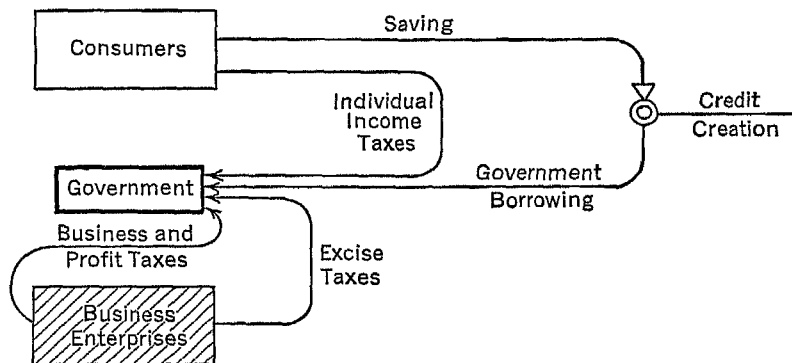 Consumers
Saving
Individual
Income
Taxes
Credit
Creation
Government
Government
Borrowing
Business and
Profit Taxes
Excise
Taxes
Business
Enterprises